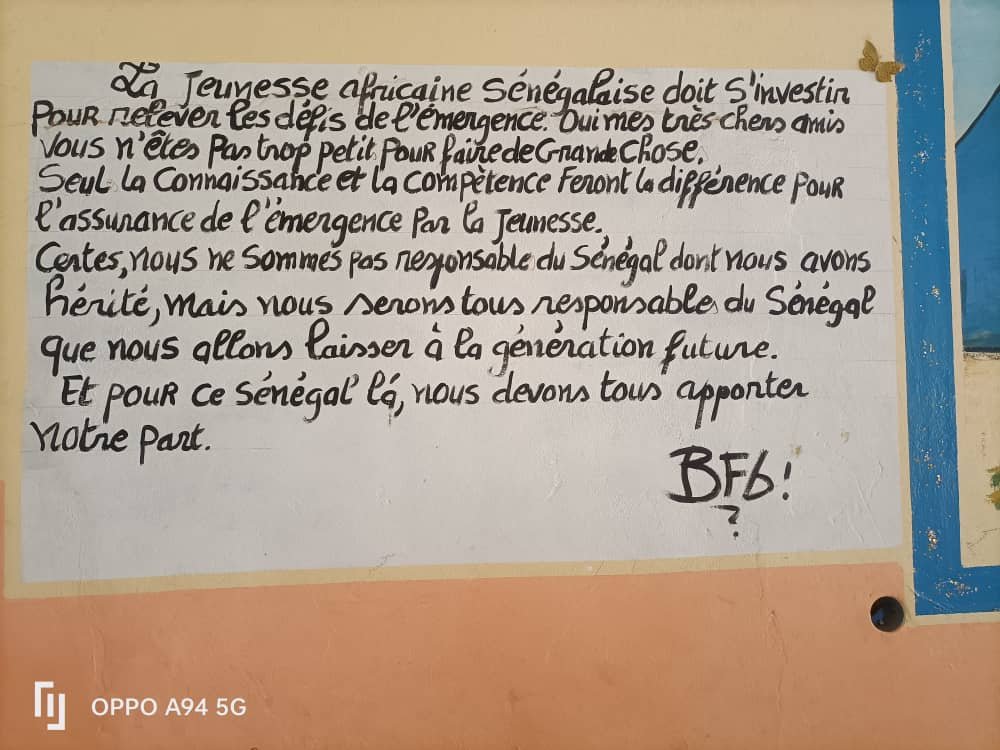 La Jeunesse africaine Sénégalaise doit s'investir
Pour relever les défis de l'émergence. Oui mes très chers amis
Vous n'êtes Pas trop petit Pour faire de Grande Chose.
Seul la Connaissance et la compètence Feront la différence Pour
l'assurance de l'émergence Par la Jeunesse.
Certes, nous ne Sommes pas responsable du Sénégal dont nous avons
hérité, mais nous serons tous responsable du Sénégal
que nous allons laisser à la génération future.
Et pour ce Sénégal lá, nous devons tous apporter
Notre Part.
BF6!
?
OPPO A94 5G